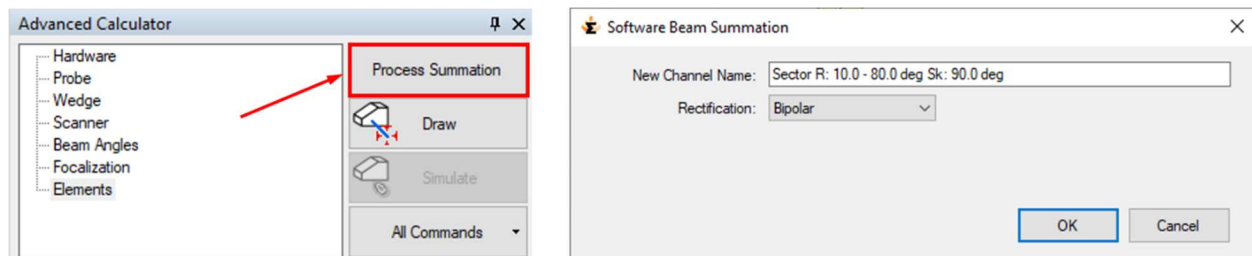 Advanced Calculator
Hardware
Probe
Wedge
Scanner
Beam Angles
Focalization
Elements
Process Summation
Draw
Simulate
All Commands
Software Beam Summation
New Channel Name: Sector R: 10.0 - 80.0 deg Sk: 90.0 deg
Rectification: Bipolar
OK Cancel